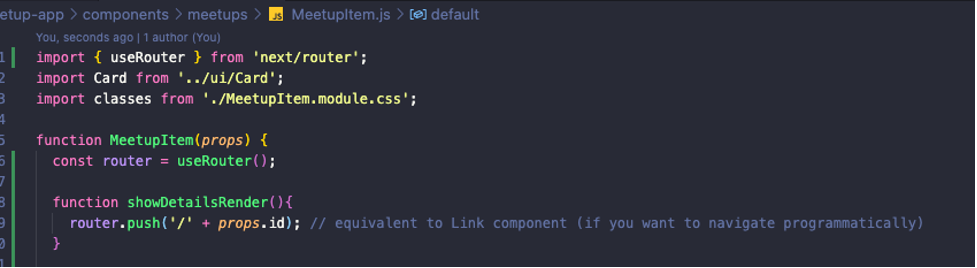 etup-app > components > meetups > JS MeetupItem.js > default
You, seconds ago | 1 author (You)
1 import { useRouter } from 'next/router';
2 import Card from '../ui/Card';
3 import classes from './MeetupItem.module.css';
4
5 function MeetupItem(props) {
6 const router = useRouter();
7
8 function showDetailsRender(){
9 router.push('/' + props.id); // equivalent to Link component (if you want to navigate programmatically)
0 }
1